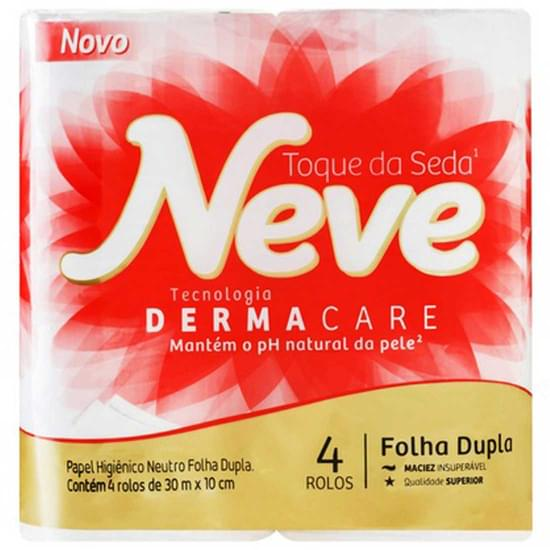 Novo
Toque da Seda¹
Neve
Tecnologia
DERMACARE
Mantém o pH natural da pele²
Papel Higiênico Neutro Folha Dupla.
Contém 4 rolos de 30 m x 10 cm
4
ROLOS
Folha Dupla
MACIEZ INSUPERÁVEL
Qualidade SUPERIOR